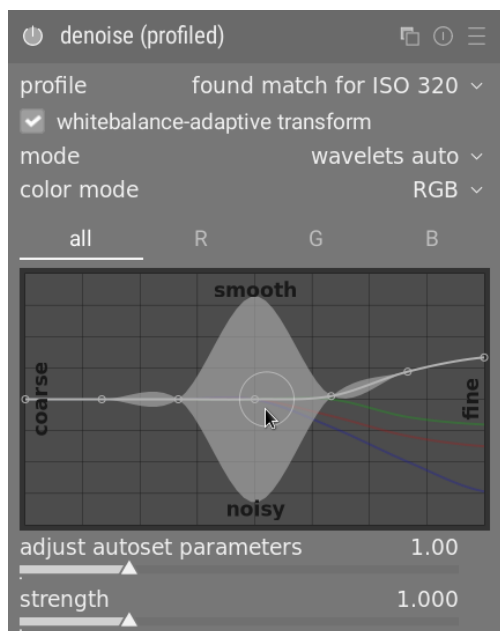 denoise (profiled)
profile found match for ISO 320
whitebalance-adaptive transform
mode wavelets auto
color mode RGB
all R G B
smooth
coarse
fine
noisy
adjust autoset parameters 1.00
strength 1.000